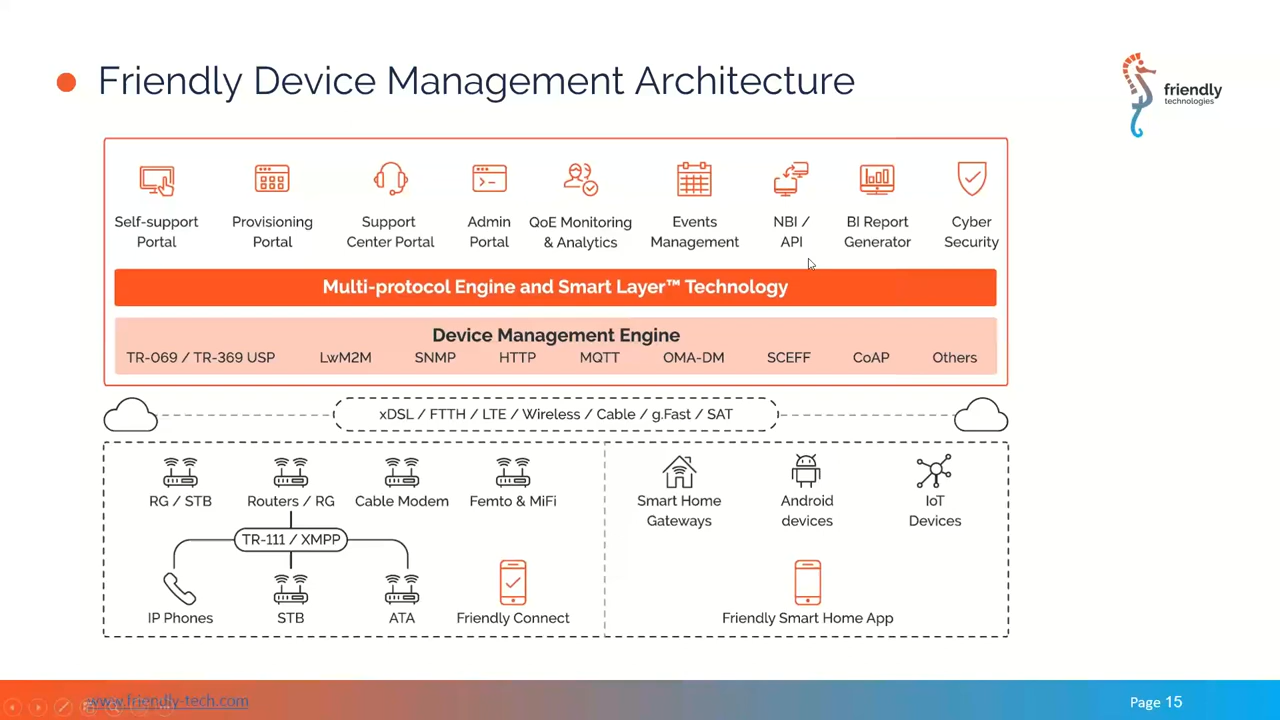 Friendly Device Management Architecture
friendly
technologies
Self-support
Portal
Provisioning
Portal
Support
Center Portal
Admin
Portal
QoE Monitoring
& Analytics
Events
Management
NBI /
API
BI Report
Generator
Cyber
Security
Multi-protocol Engine and Smart Layer™ Technology
Device Management Engine
TR-069 / TR-369 USP LwM2M SNMP HTTP MQTT OMA-DM SCEFF CoAP Others
xDSL / FTTH / LTE / Wireless / Cable / g.Fast / SAT
RG / STB
Routers / RG
Cable Modem
Femto & MiFi
Smart Home
Gateways
Android
devices
IoT
Devices
TR-111 / XMPP
IP Phones
STB
ATA
Friendly Connect
Friendly Smart Home App
www.friendly-tech.com
Page 15